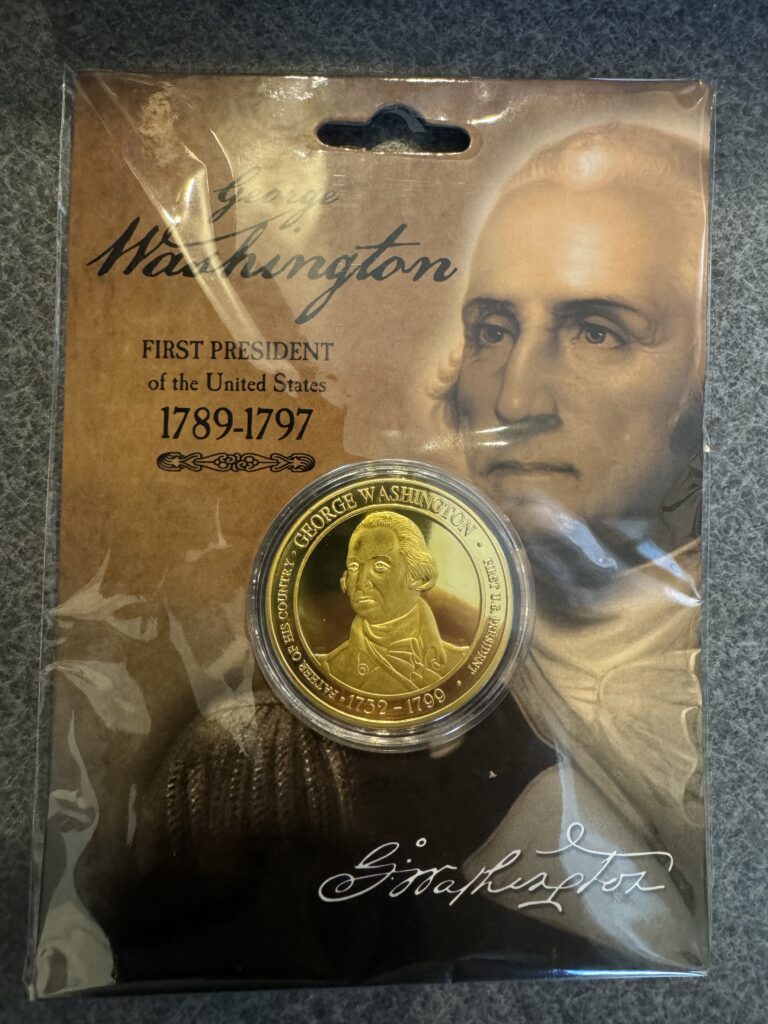 George
Washington
FIRST PRESIDENT
of the United States
1789-1797
GEORGE WASHINGTON
FATHER OF HIS COUNTRY
FIRST U.S. PRESIDENT
1732 - 1799
G. Washington